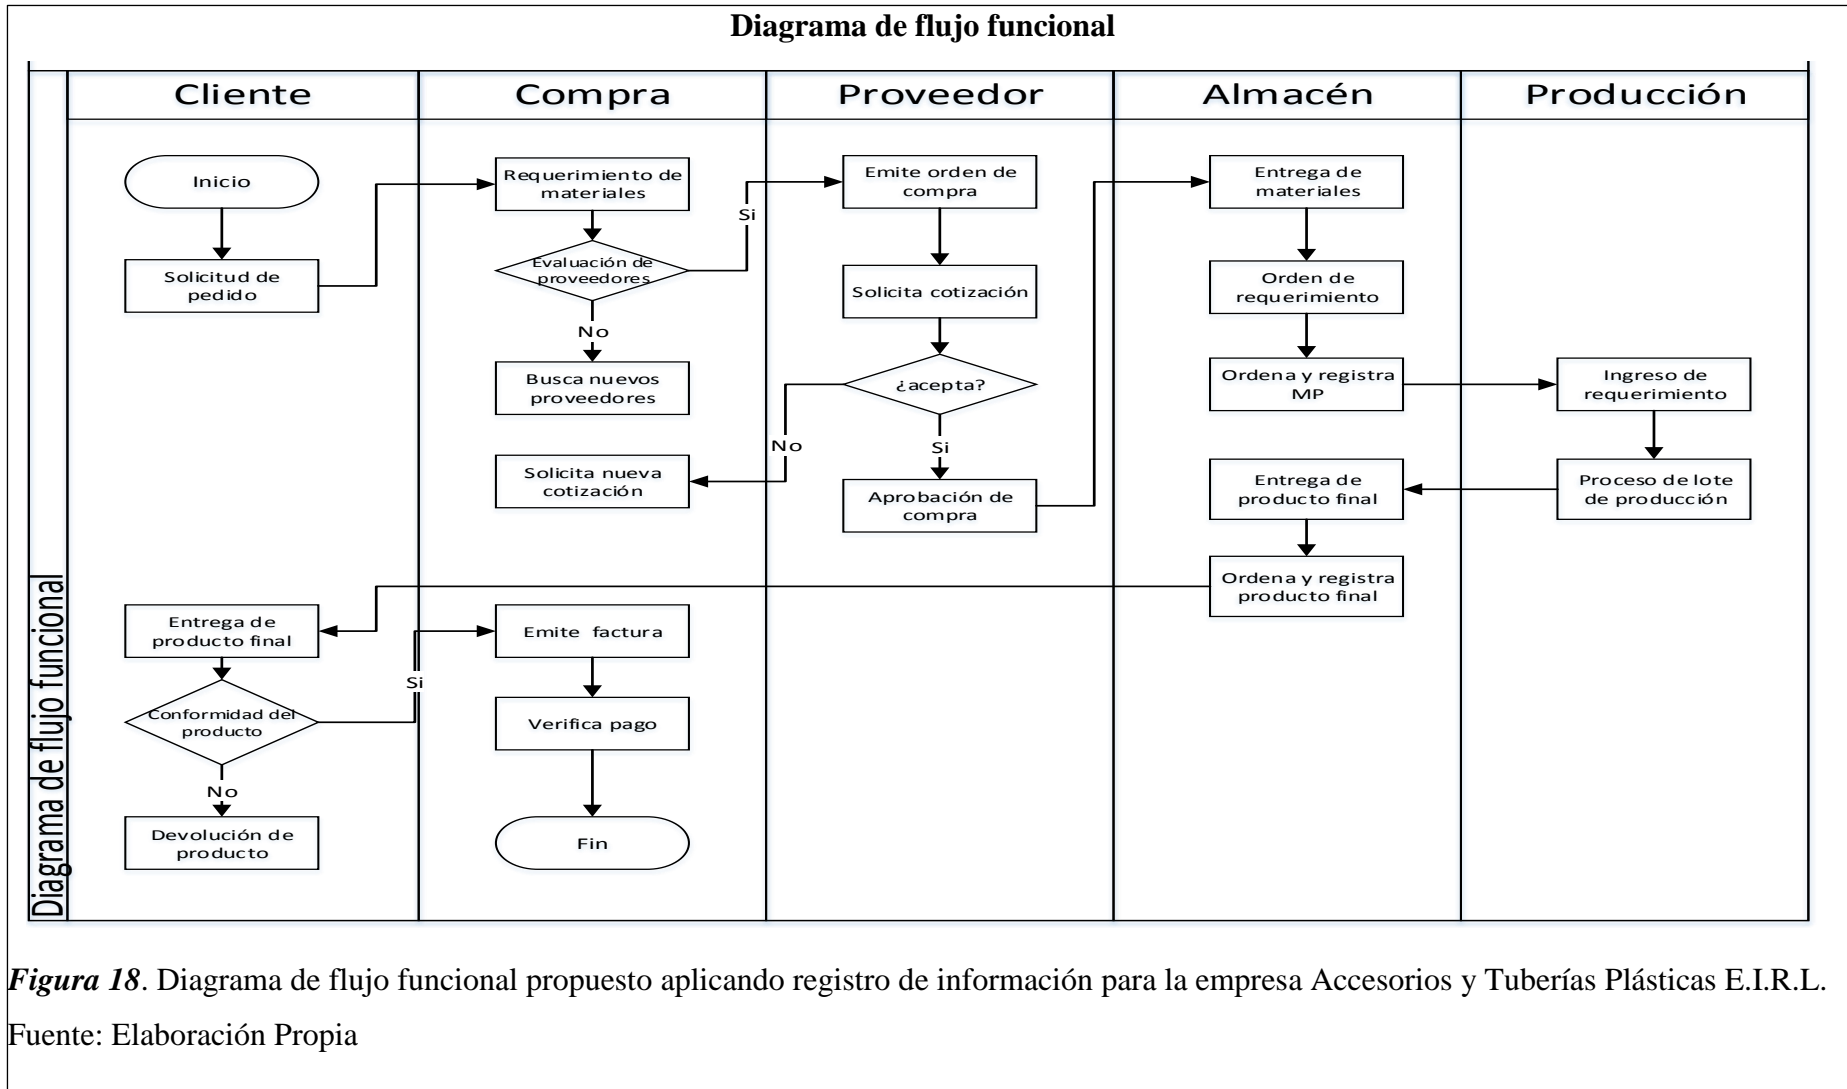 Diagrama de flujo funcional
Diagrama de flujo funcional
Cliente
Compra
Proveedor
Almacén
Producción
Inicio
Solicitud de
pedido
Requerimiento de
materiales
Evaluación de
proveedores
Si
No
Busca nuevos
proveedores
Solicita nueva
cotización
Emite orden de
compra
Solicita cotización
¿acepta?
No
Si
Aprobación de
compra
Entrega de
materiales
Orden de
requerimiento
Ordena y registra
MP
Ingreso de
requerimiento
Proceso de lote
de producción
Entrega de
producto final
Ordena y registra
producto final
Entrega de
producto final
Conformidad del
producto
Si
No
Devolución de
producto
Emite factura
Verifica pago
Fin
Figura 18. Diagrama de flujo funcional propuesto aplicando registro de información para la empresa Accesorios y Tuberías Plásticas E.I.R.L.
Fuente: Elaboración Propia